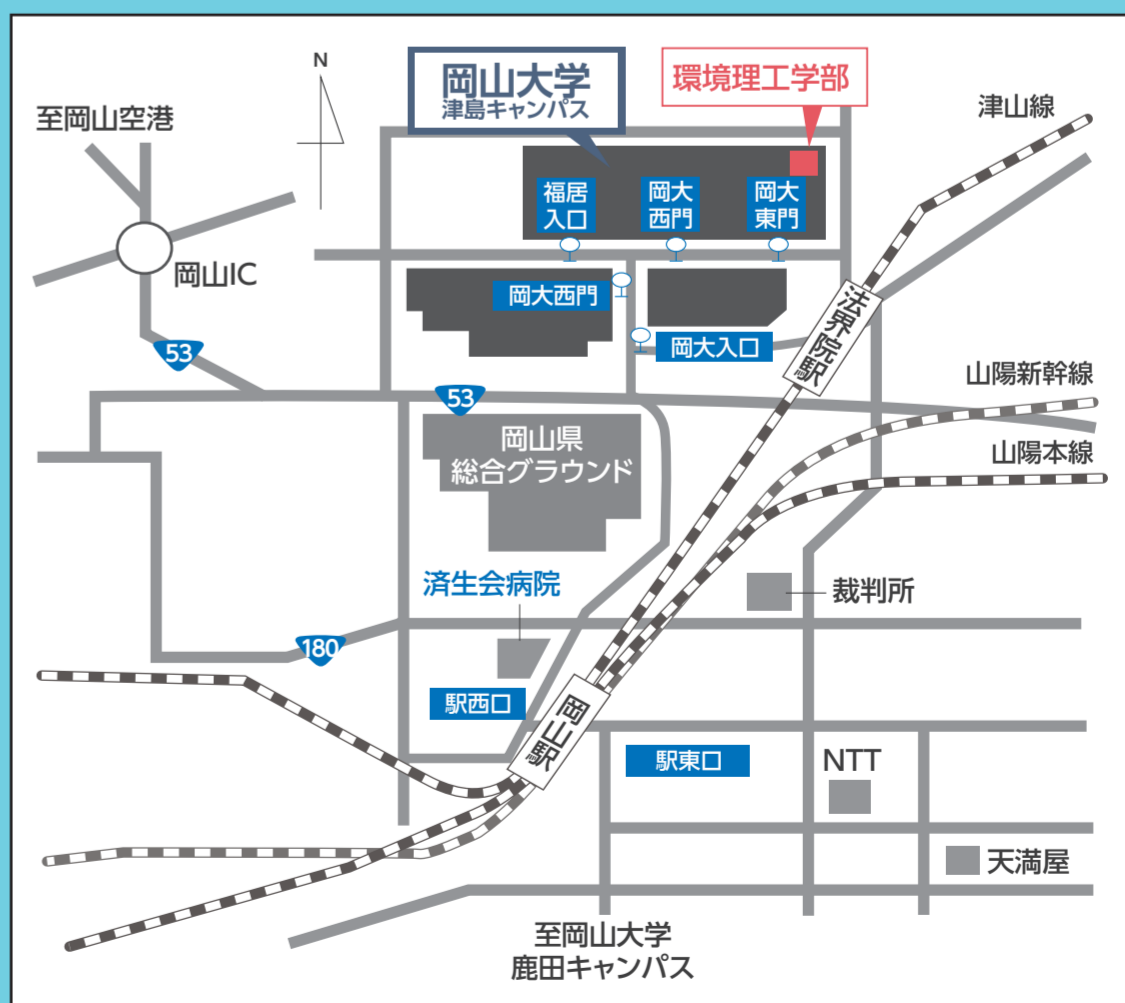 岡山大学
津島キャンパス
環境理工学部
N
津山線
至岡山空港
福居
入口
岡大
西門
岡大
東門
岡山IC
岡大西門
法界院駅
岡大入口
53
山陽新幹線
53
岡山県
総合グラウンド
山陽本線
済生会病院
裁判所
180
駅西口
岡山駅
駅東口
NTT
天満屋
至岡山大学
鹿田キャンパス